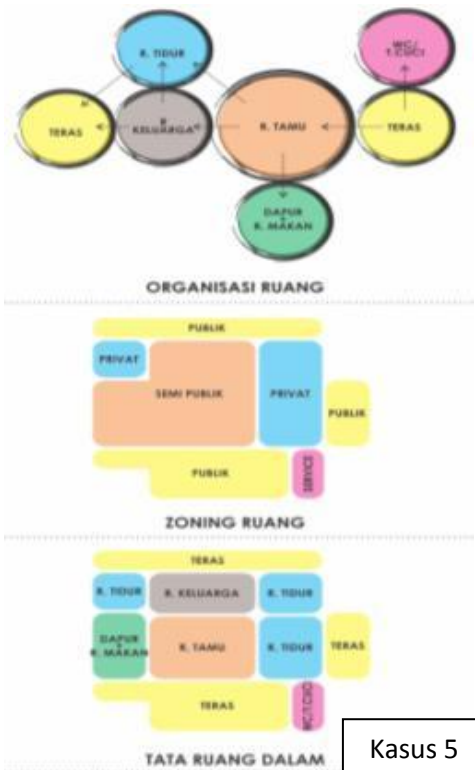 R. TIDUR
WC/
T.CUCI
TERAS
R
KELUARGA
R. TAMU
TERAS
DAPUR
+
R. MAKAN
ORGANISASI RUANG
PUBLIK
PRIVAT
SEMI PUBLIK
PRIVAT
PUBLIK
PUBLIK
SERVICE
ZONING RUANG
TERAS
R. TIDUR
R. KELUARGA
R. TIDUR
DAPUR
+
R. MAKAN
R. TAMU
R. TIDUR
TERAS
TERAS
WC/T.CUCI
TATA RUANG DALAM
Kasus 5